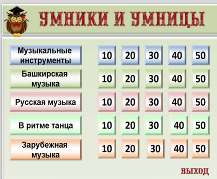 УМНИКИ И УМНИЦЫ
Музыкальные
инструменты
10 20 30 40 50
Башкирская
музыка
10 20 30 40 50
Русская музыка
10 20 30 40 50
В ритме танца
10 20 30 40 50
Зарубежная
музыка
10 20 30 40 50
ВЫХОД